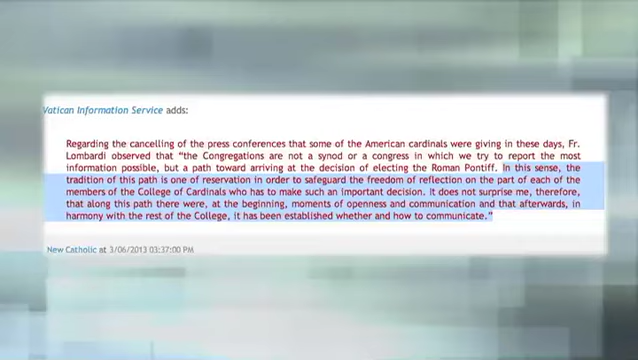 Vatican Information Service adds:
Regarding the cancelling of the press conferences that some of the American cardinals were giving in these days, Fr.
Lombardi observed that “the Congregations are not a synod or a congress in which we try to report the most
information possible, but a path toward arriving at the decision of electing the Roman Pontiff. In this sense, the
tradition of this path is one of reservation in order to safeguard the freedom of reflection on the part of each of the
members of the College of Cardinals who has to make such an important decision. It does not surprise me, therefore,
that along this path there were, at the beginning, moments of openness and communication and that afterwards, in
harmony with the rest of the College, it has been established whether and how to communicate.”
New Catholic at 3/06/2013 03:37:00 PM